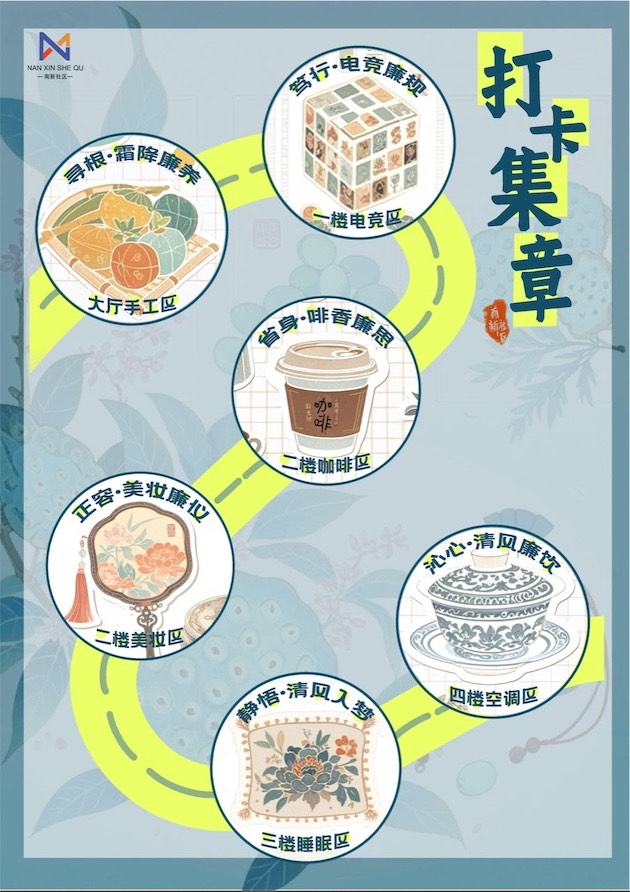 NAN XIN SHE QU
—南新社区—
打卡集章
南新社区
寻根·霜降廉养
大厅手工区
笃行·电竞廉规
一楼电竞区
省身·啡香廉思
咖啡
二楼咖啡区
正容·美妆廉仪
二楼美妆区
静悟·清风入梦
三楼睡眠区
沁心·清风廉饮
四楼空调区